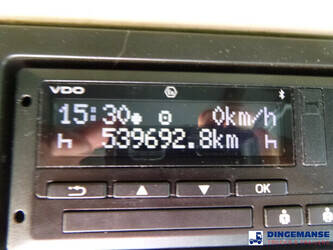 VDO
15:30 0km/h
539692.8km
OK
DINGEMANSE